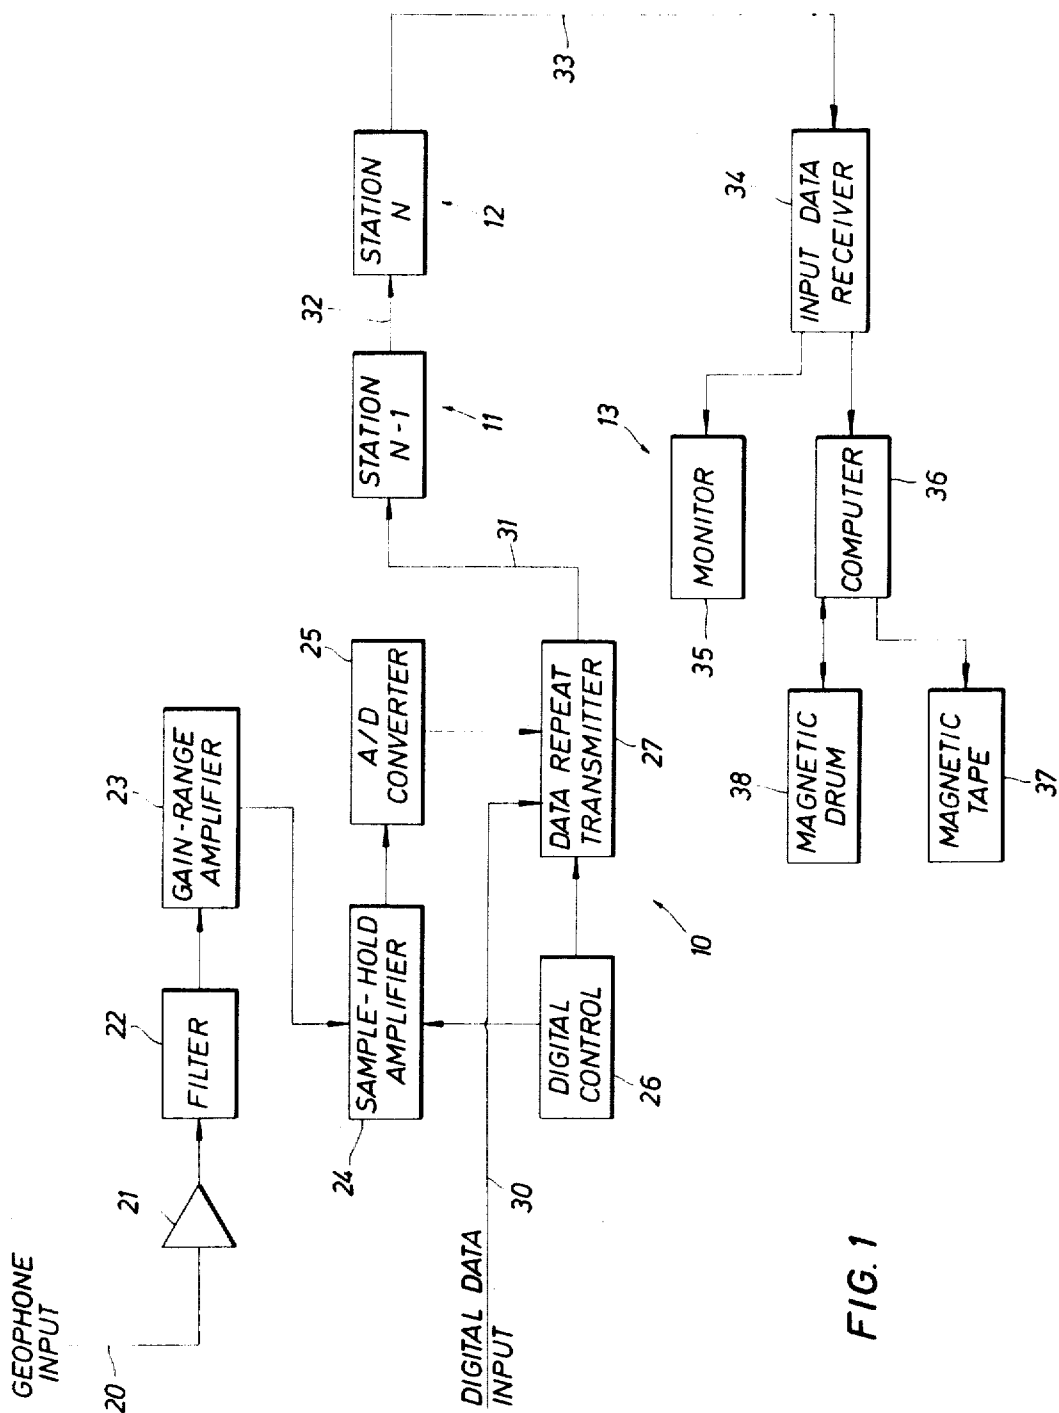 GEOPHONE
INPUT
20
21
22
FILTER
23
GAIN-RANGE
AMPLIFIER
24
SAMPLE-HOLD
AMPLIFIER
25
A/D
CONVERTER
DIGITAL DATA
INPUT
30
26
DIGITAL
CONTROL
27
DATA REPEAT
TRANSMITTER
10
31
STATION
N-1
11
32
STATION
N
12
33
34
INPUT DATA
RECEIVER
13
MONITOR
35
COMPUTER
36
38
MAGNETIC
DRUM
MAGNETIC
TAPE
37
FIG. 1